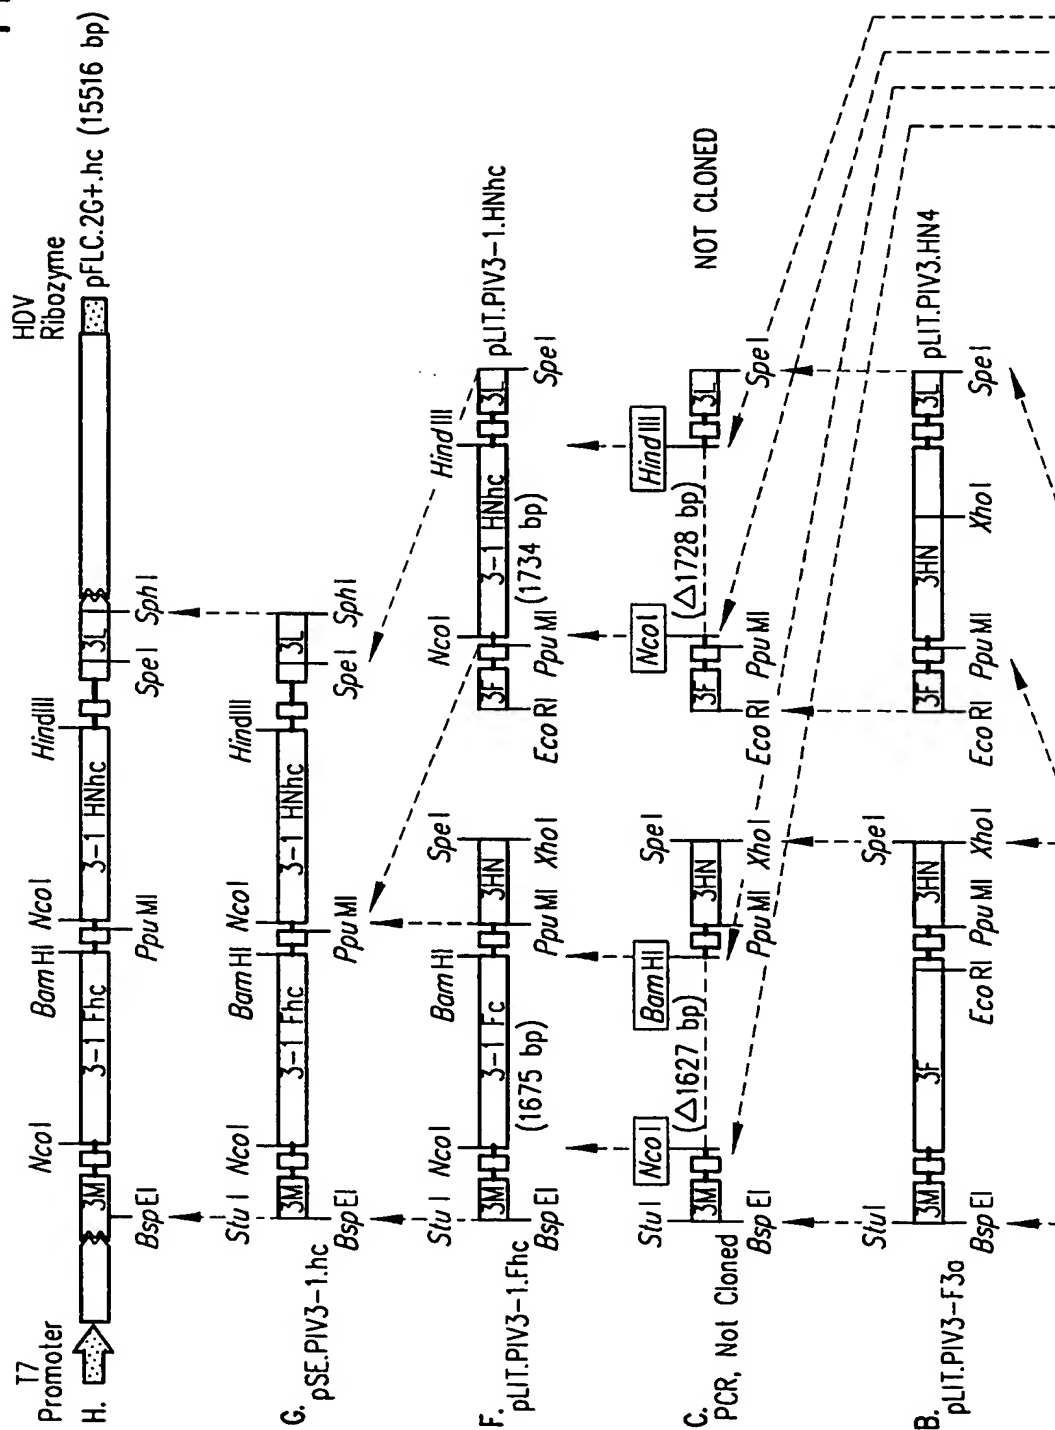 T7 Promoter
HDV Ribozyme
H.
pFLC.2G+.hc (15516 bp)
NcoI BamHI NcoI HindIII
3M 3-1 Fhc 3-1 HNhc 3L
BspEI PpuMI SpeI SphI
G.
pSE.PIV3-1.hc
StuI NcoI BamHI NcoI HindIII
3M 3-1 Fhc 3-1 HNhc 3L
BspEI PpuMI SpeI SphI
F.
pLIT.PIV3-1.Fhc
StuI NcoI BamHI SpeI
3M 3-1 Fc 3HN
(1675 bp)
BspEI PpuMI XhoI
NcoI HindIII
3F 3-1 HNhc 3L
pLIT.PIV3-1.HNhc
(1734 bp)
EcoRI PpuMI SpeI
C.
PCR, Not Cloned
StuI NcoI BamHI SpeI
(△1627 bp)
3M 3HN
BspEI PpuMI XhoI
NcoI HindIII
(△1728 bp)
3F 3L
NOT CLONED
EcoRI PpuMI SpeI
B.
pLIT.PIV3-F3a
StuI SpeI
3M 3F 3HN
BspEI EcoRI PpuMI XhoI
3F 3HN 3L
pLIT.PIV3.HN4
PpuMI XhoI SpeI